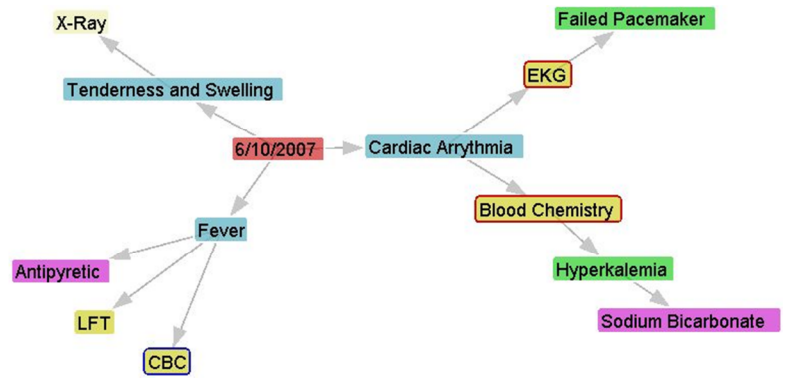 X-Ray
Failed Pacemaker
EKG
Tenderness and Swelling
6/10/2007
Cardiac Arrythmia
Blood Chemistry
Fever
Antipyretic
Hyperkalemia
LFT
Sodium Bicarbonate
CBC